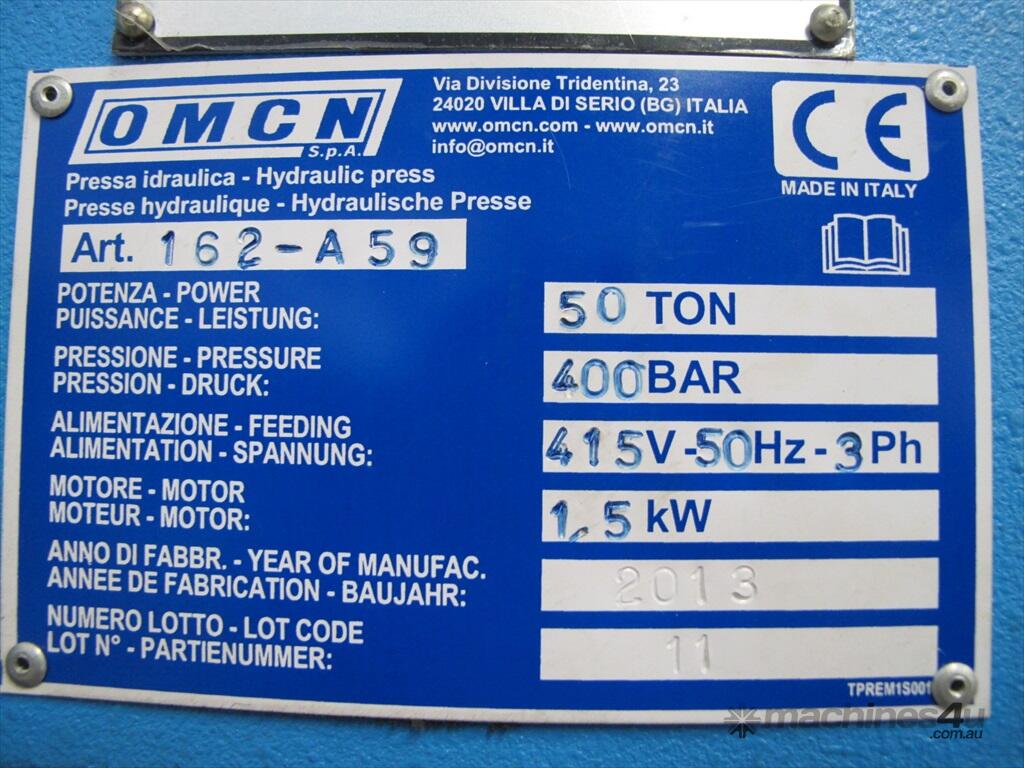 OMCN
S.p.A.
Via Divisione Tridentina, 23
24020 VILLA DI SERIO (BG) ITALIA
www.omcn.com - www.omcn.it
info@omcn.it
CE
MADE IN ITALY
Pressa idraulica - Hydraulic press
Presse hydraulique - Hydraulische Presse
Art. 162-A59
POTENZA - POWER
PUISSANCE - LEISTUNG:
50 TON
PRESSIONE - PRESSURE
PRESSION - DRUCK:
400 BAR
ALIMENTAZIONE - FEEDING
ALIMENTATION - SPANNUNG:
415V -50Hz - 3Ph
MOTORE - MOTOR
MOTEUR - MOTOR:
1,5 kW
ANNO DI FABBR. - YEAR OF MANUFAC.
ANNEE DE FABRICATION - BAUJAHR:
2013
NUMERO LOTTO - LOT CODE
LOT N° - PARTIENUMMER:
11
TPREM1S001
machines4u
.com.au